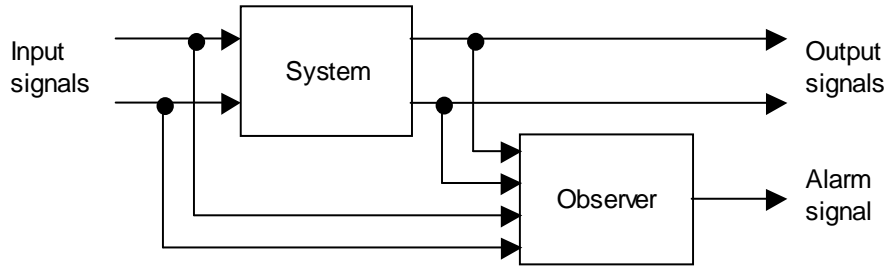 Input
signals
System
Output
signals
Observer
Alarm
signal